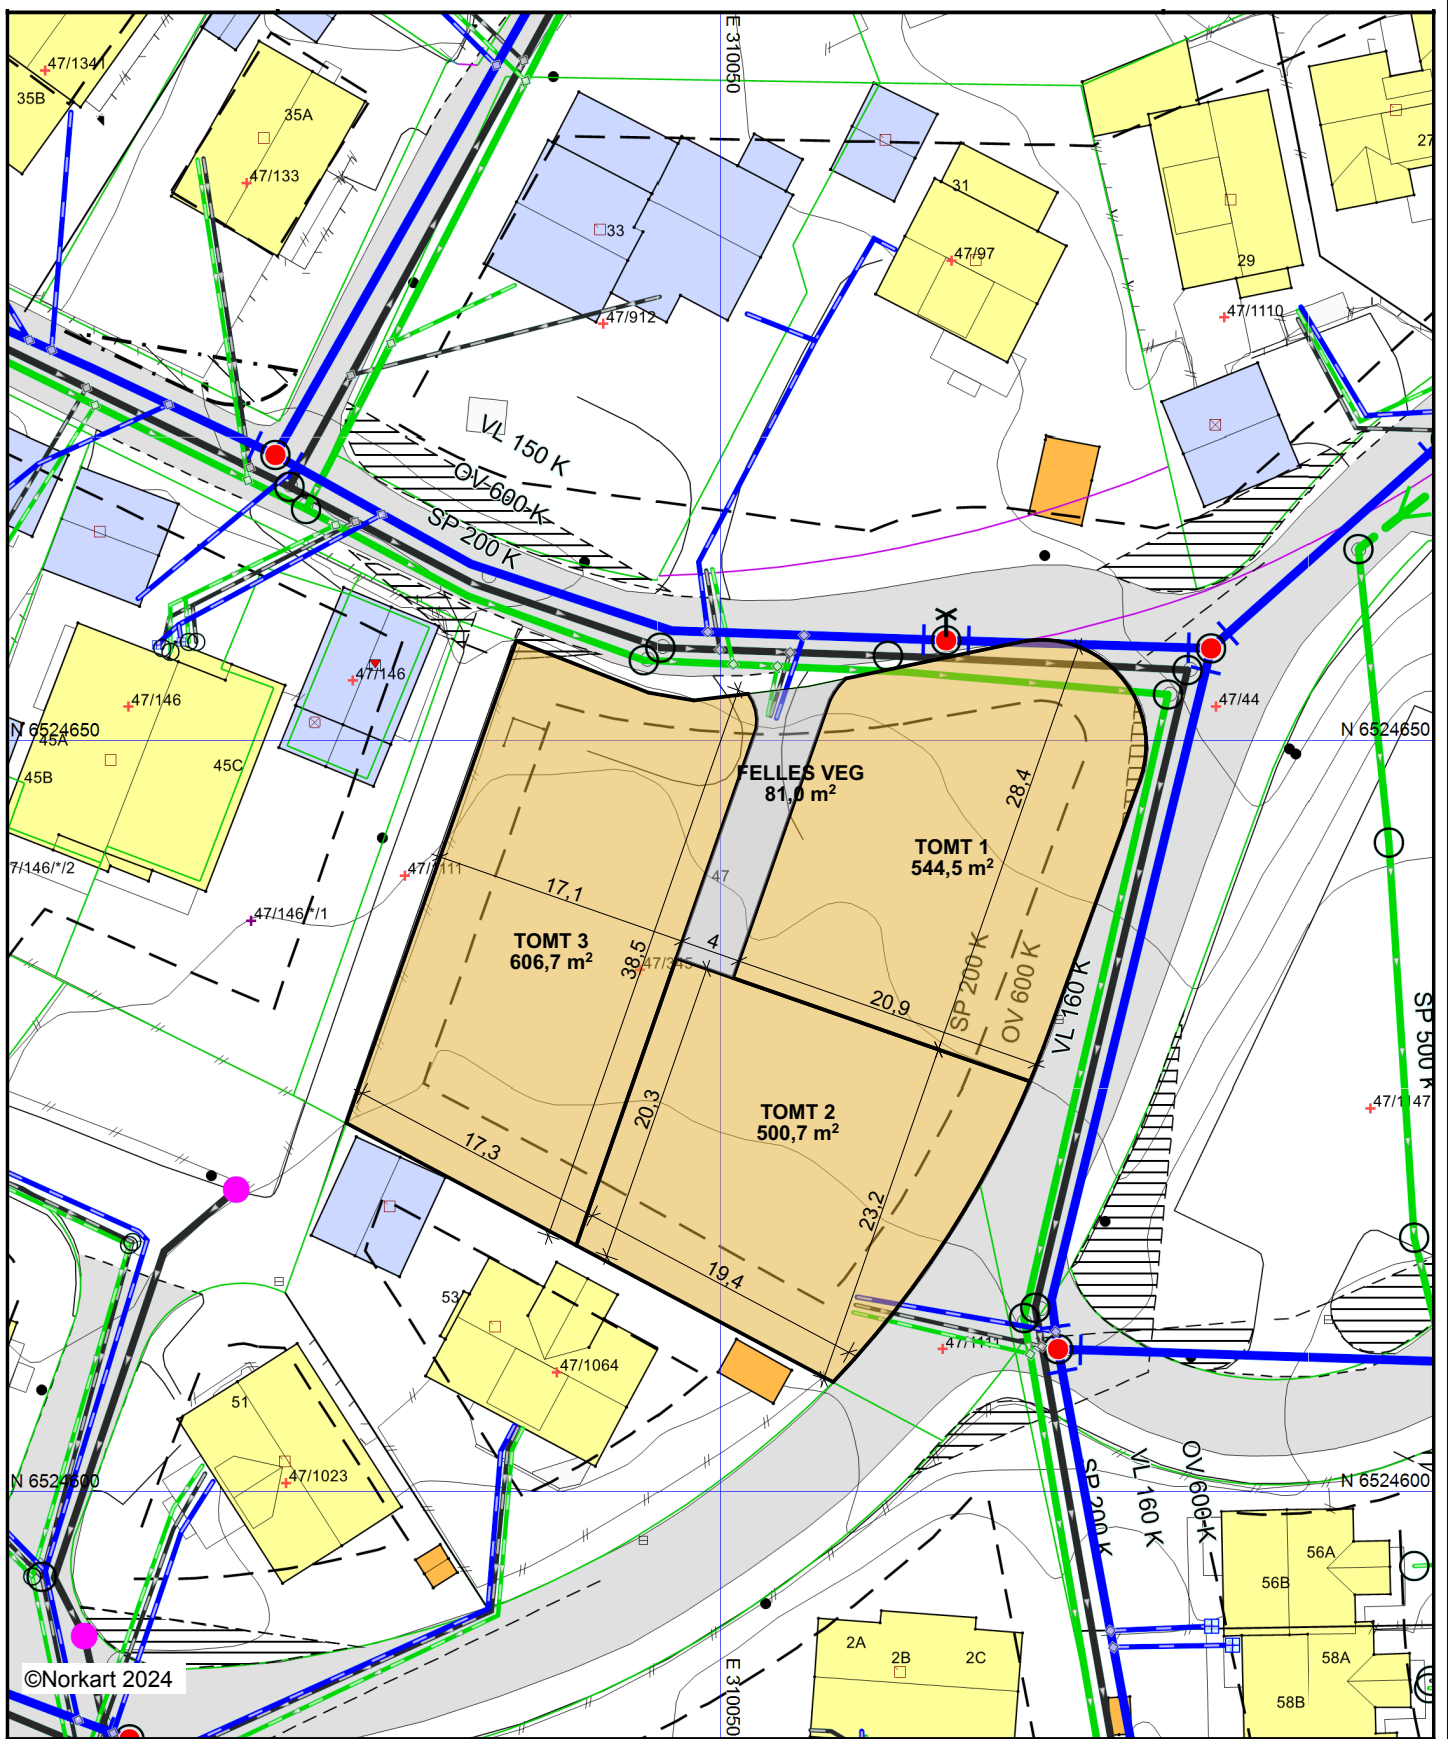 E 310050
47/1341
35B
35A
47/133
27
31
33
47/97
29
47/912
47/1110
VL 150 K
OV 600 K
SP 200 K
47/146
47/146
47/44
N 6524650
N 6524650
45A
45B
45C
FELLES VEG
81,0 m²
28,4
TOMT 1
544,5 m²
7/146/*/2
47/1111
47
17,1
47/146/*/1
TOMT 3
606,7 m²
38,5
4
47/345
20,9
SP 200 K
OV 600 K
VL 160 K
SP 500 K
20,3
TOMT 2
500,7 m²
47/1147
17,3
23,2
19,4
53
47/1111
47/1064
51
47/1023
N 6524600
N 6524600
SP 200 K
VL 160 K
OV 600 K
56A
56B
2A
2B
2C
58A
58B
E 310050
©Norkart 2024